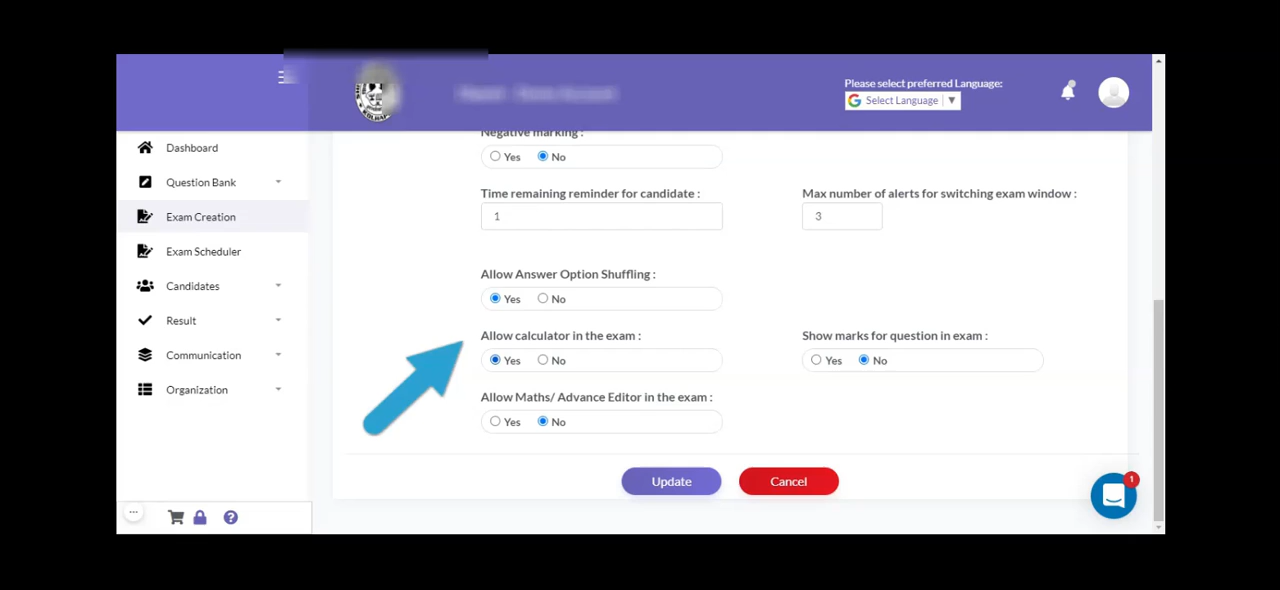 Please select preferred Language:
Select Language ▼
Dashboard
Question Bank
Exam Creation
Exam Scheduler
Candidates
Result
Communication
Organization
Negative marking :
Yes No
Time remaining reminder for candidate :
Max number of alerts for switching exam window :
1
3
Allow Answer Option Shuffling :
Yes No
Allow calculator in the exam :
Show marks for question in exam :
Yes No
Yes No
Allow Maths/ Advance Editor in the exam :
Yes No
Update
Cancel
1